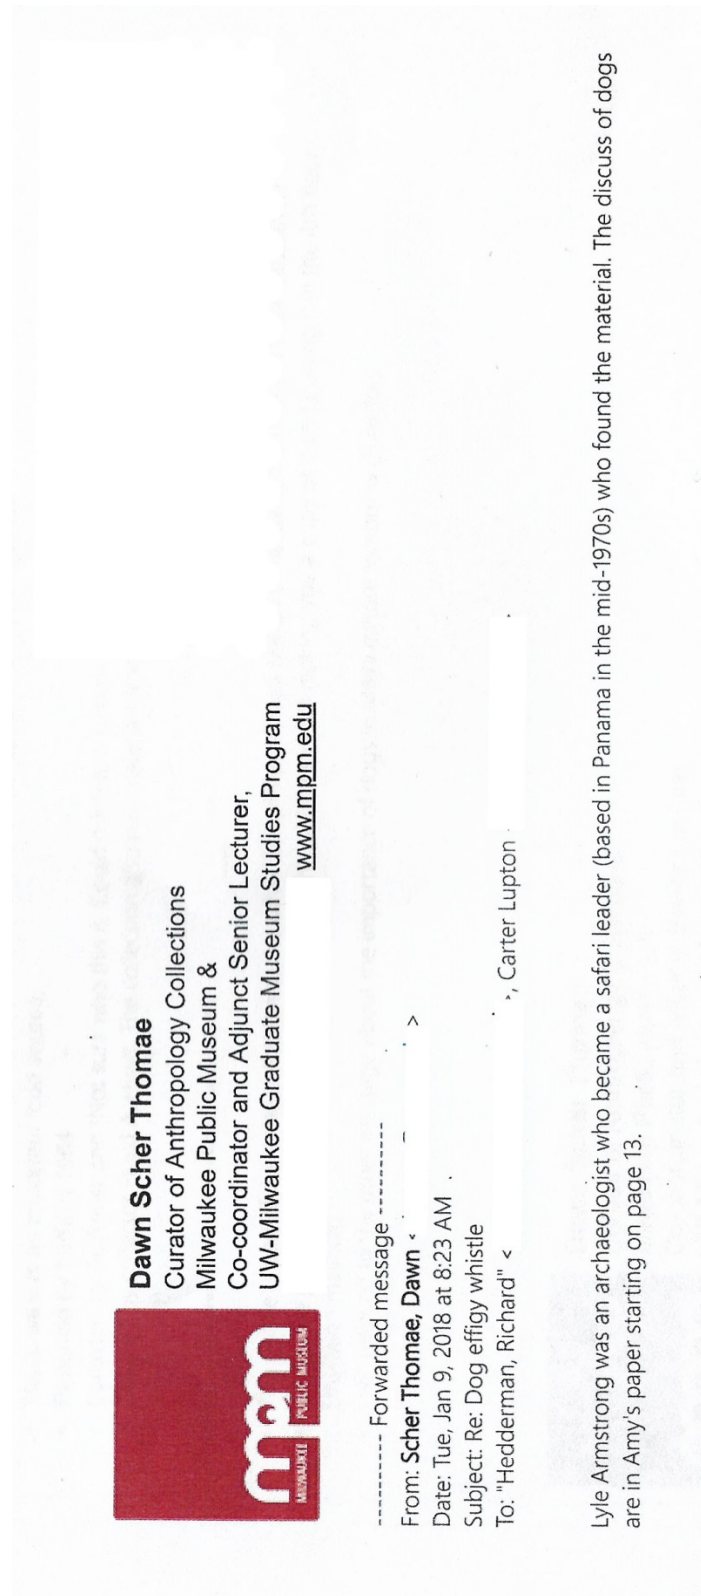 mpm
MILWAUKEE PUBLIC MUSEUM
Dawn Scher Thomae
Curator of Anthropology Collections
Milwaukee Public Museum &
Co-coordinator and Adjunct Senior Lecturer,
UW-Milwaukee Graduate Museum Studies Program
www.mpm.edu
---------- Forwarded message ----------
From: Scher Thomae, Dawn < >
Date: Tue, Jan 9, 2018 at 8:23 AM
Subject: Re: Dog effigy whistle
To: "Hedderman, Richard" < >, Carter Lupton
Lyle Armstrong was an archaeologist who became a safari leader (based in Panama in the mid-1970s) who found the material. The discuss of dogs
are in Amy's paper starting on page 13.